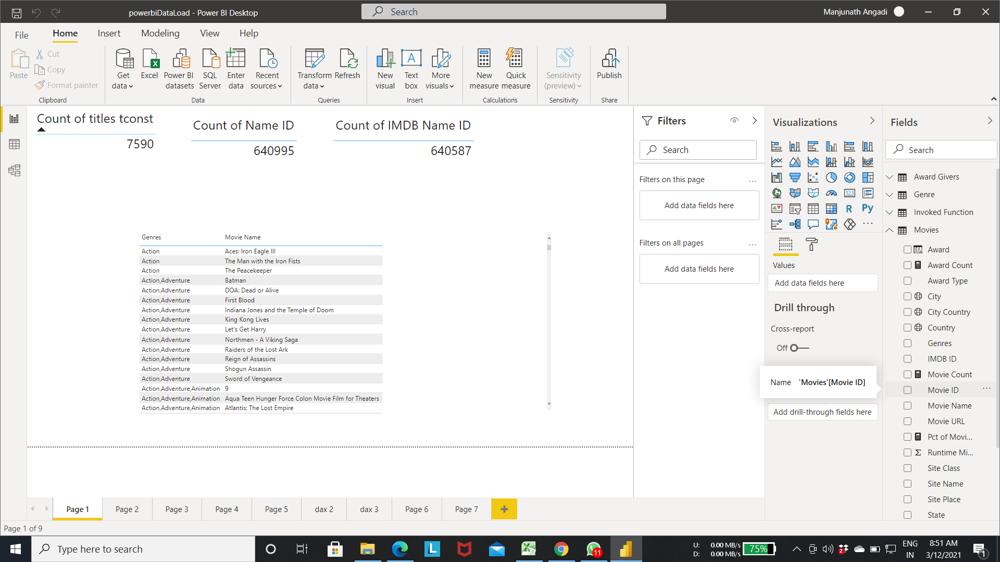 powerbiDataLoad - Power BI Desktop
Search
Manjunath Angadi
File
Home
Insert
Modeling
View
Help
Paste
Cut
Copy
Format painter
Clipboard
Get data
Excel
Power BI datasets
SQL Server
Enter data
Recent sources
Data
Transform data
Refresh
Queries
New visual
Text box
More visuals
Insert
New measure
Quick measure
Calculations
Sensitivity (preview)
Sensitivity
Publish
Share
Count of titles tconst
7590
Count of Name ID
640995
Count of IMDB Name ID
640587
Genres Movie Name
Action Aces: Iron Eagle III
Action The Man with the Iron Fists
Action The Peacekeeper
Action,Adventure Batman
Action,Adventure DOA: Dead or Alive
Action,Adventure First Blood
Action,Adventure Indiana Jones and the Temple of Doom
Action,Adventure King Kong Lives
Action,Adventure Let's Get Harry
Action,Adventure Northmen - A Viking Saga
Action,Adventure Raiders of the Lost Ark
Action,Adventure Reign of Assassins
Action,Adventure Shogun Assassin
Action,Adventure Sword of Vengeance
Action,Adventure,Animation 9
Action,Adventure,Animation Aqua Teen Hunger Force Colon Movie Film for Theaters
Action,Adventure,Animation Atlantis: The Lost Empire
Filters
Search
Filters on this page
...
Add data fields here
Filters on all pages
...
Add data fields here
Visualizations
123
R
Py
...
Values
Add data fields here
Drill through
Cross-report
Off
Name 'Movies'[Movie ID]
Add drill-through fields here
Fields
Search
Award Givers
Genre
Invoked Function
Movies
Award
Award Count
Award Type
City
City Country
Country
Genres
IMDB ID
Movie Count
Movie ID
...
Movie Name
Movie URL
Pct of Movi...
Runtime Mi...
Site Class
Site Name
Site Place
State
Page 1
Page 2
Page 3
Page 4
Page 5
dax 2
dax 3
Page 6
Page 7
+
Page 1 of 9
Type here to search
L
11
U: 0.00 MB/s
D: 0.00 MB/s
75%
2
ENG
IN
8:51 AM
3/12/2021
1